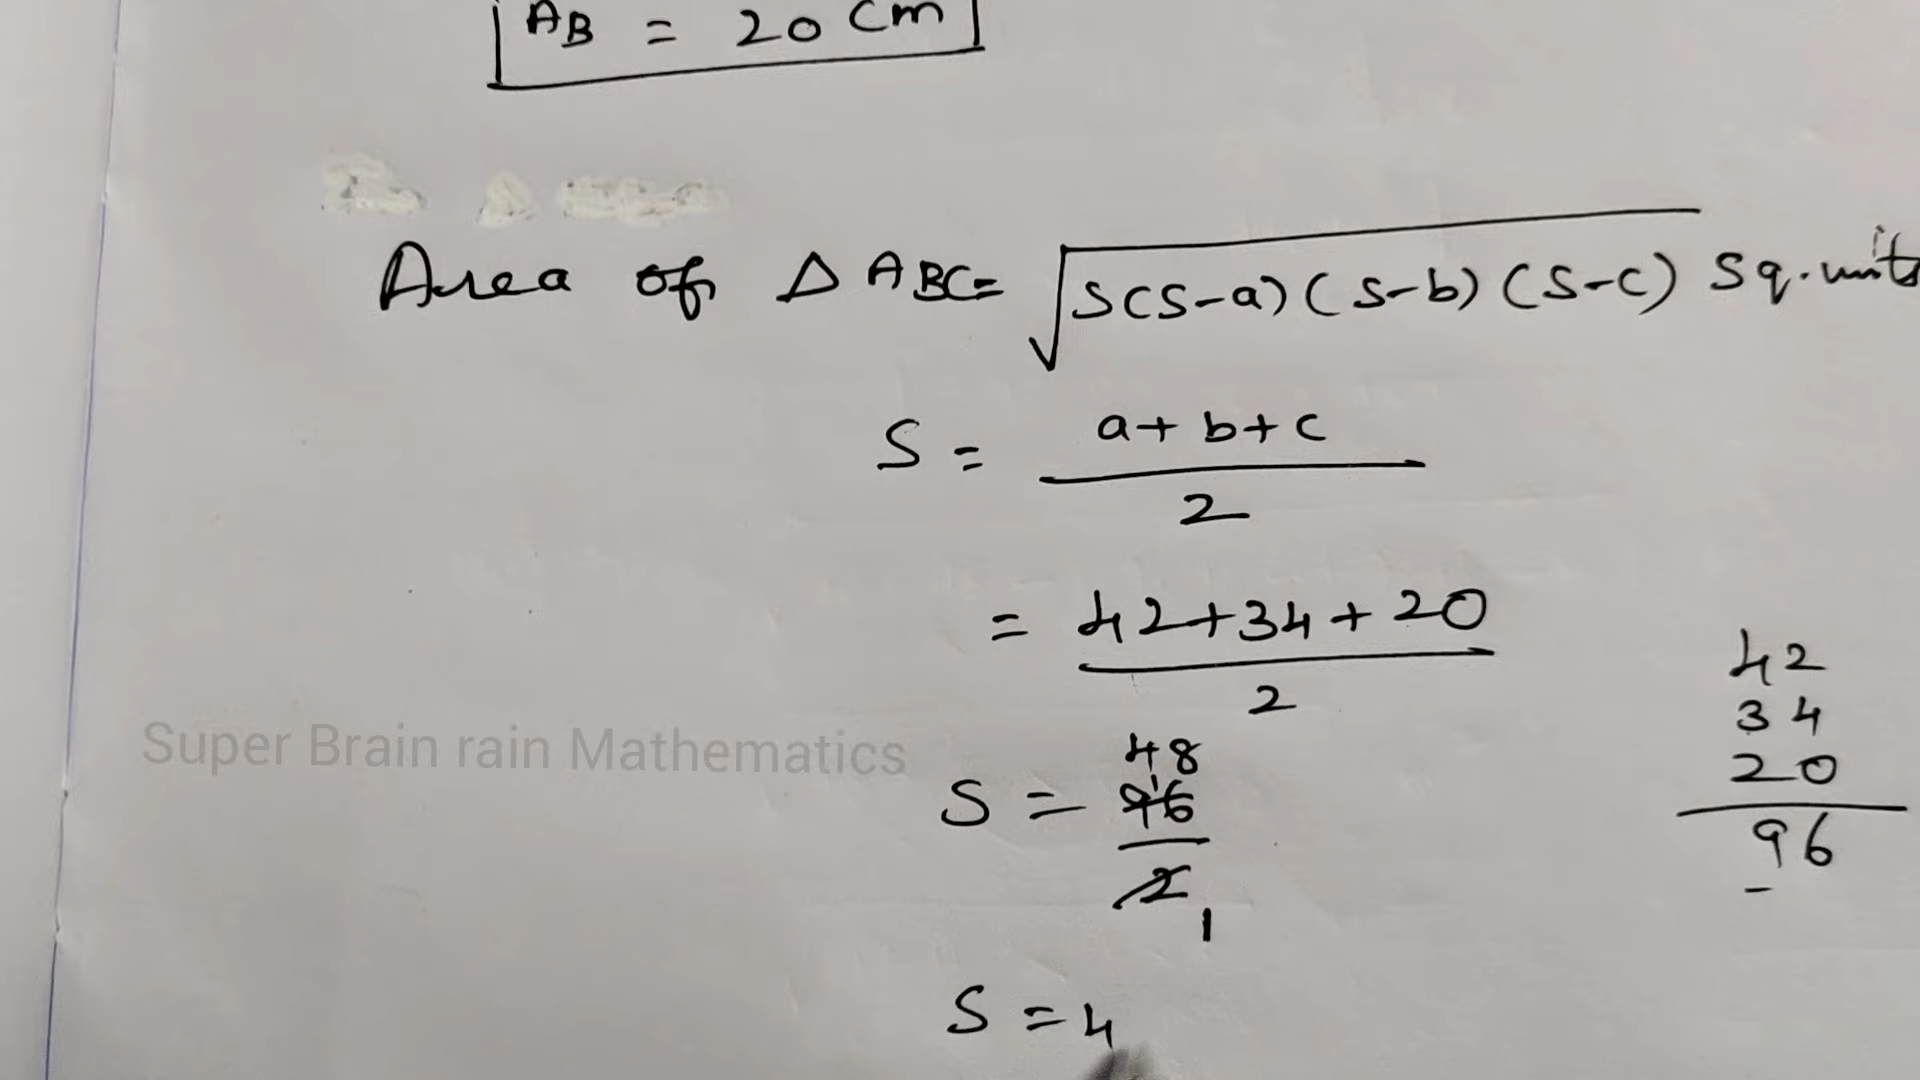 AB = 20 cm
Area of △ ABC = √S(S-a)(S-b)(S-c) Sq.units
S = a+b+c
2
= 42+34+20
2
42
34
20
96
48
S = 96
2 1
S = 4
Super Brain rain Mathematics